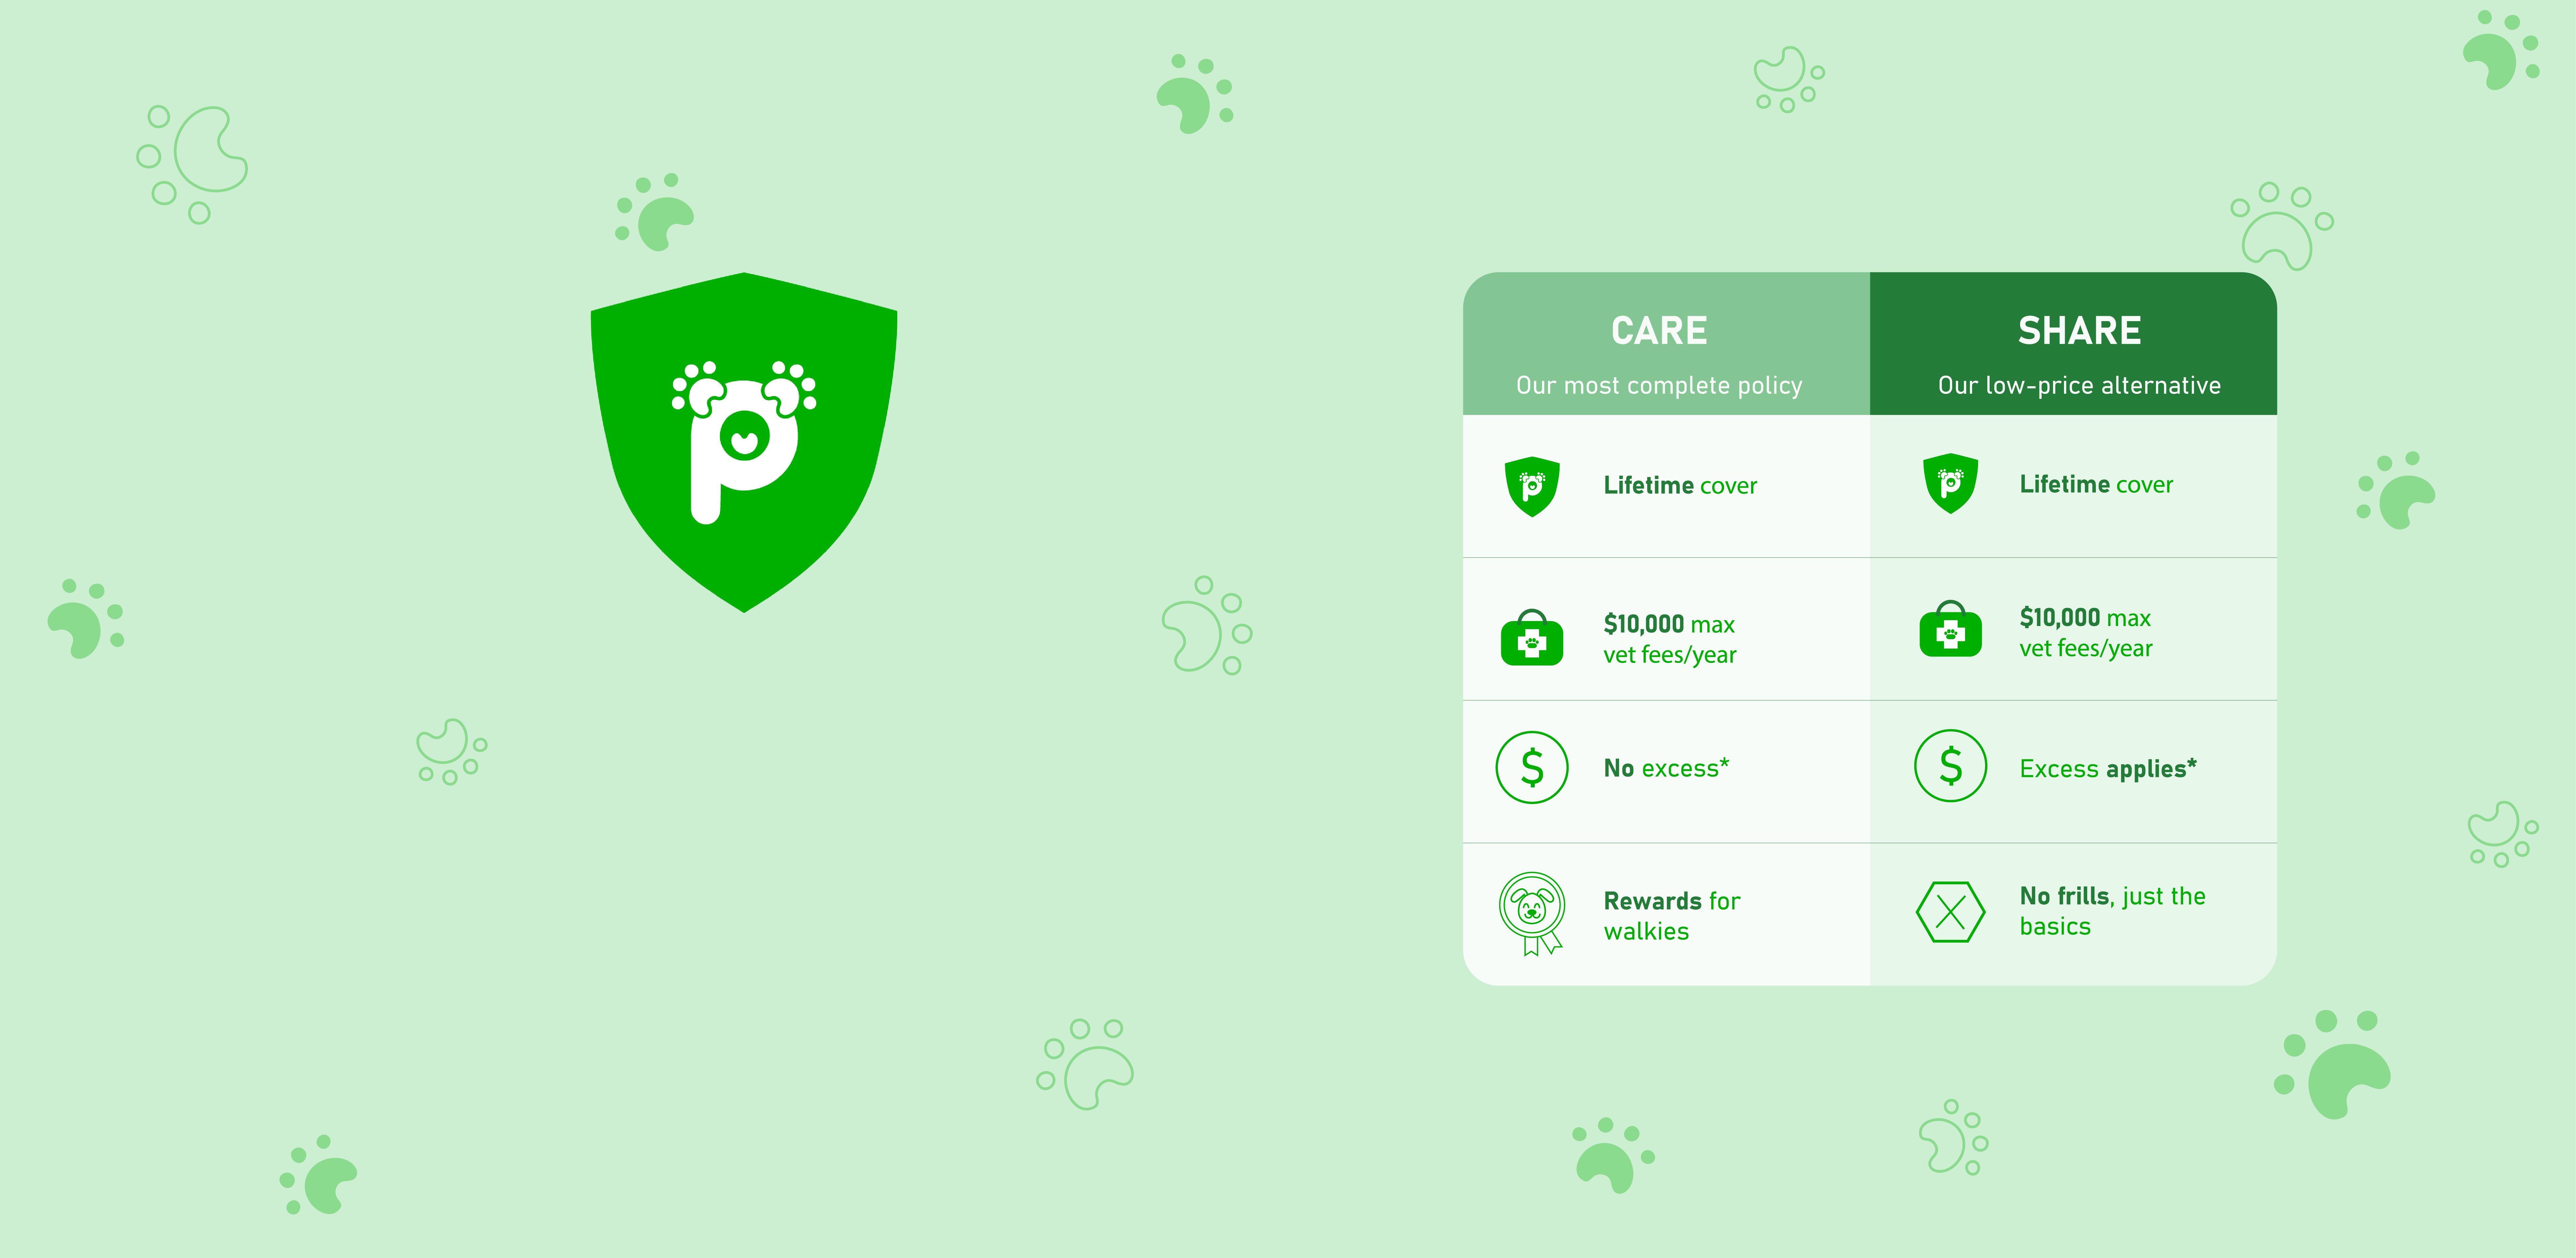 CARE
Our most complete policy
SHARE
Our low-price alternative
Lifetime cover
Lifetime cover
$10,000 max
vet fees/year
$10,000 max
vet fees/year
No excess*
Excess applies*
Rewards for
walkies
No frills, just the
basics